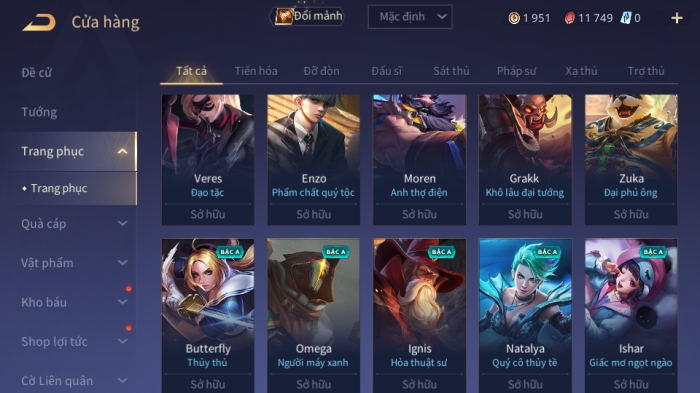 Cửa hàng
Đổi mảnh
Mặc định
1 951
11 749
0
Đề cử
Tướng
Trang phục
Trang phục
Quà cáp
Vật phẩm
Kho báu
Shop lợi tức
Cờ Liên quân
Tất cả Tiến hóa Đỡ đòn Đấu sĩ Sát thủ Pháp sư Xạ thủ Trợ thủ
Veres
Đạo tặc
Sở hữu
Enzo
Phẩm chất quý tộc
Sở hữu
Moren
Anh thợ điện
Sở hữu
Grakk
Khô lâu đại tướng
Sở hữu
Zuka
Đại phú ông
Sở hữu
BẬC A
Butterfly
Thủy thủ
Sở hữu
BẬC A
Omega
Người máy xanh
Sở hữu
BẬC A
Ignis
Hỏa thuật sư
Sở hữu
BẬC A
Natalya
Quý cô thủy tề
Sở hữu
BẬC A
Ishar
Giấc mơ ngọt ngào
Sở hữu